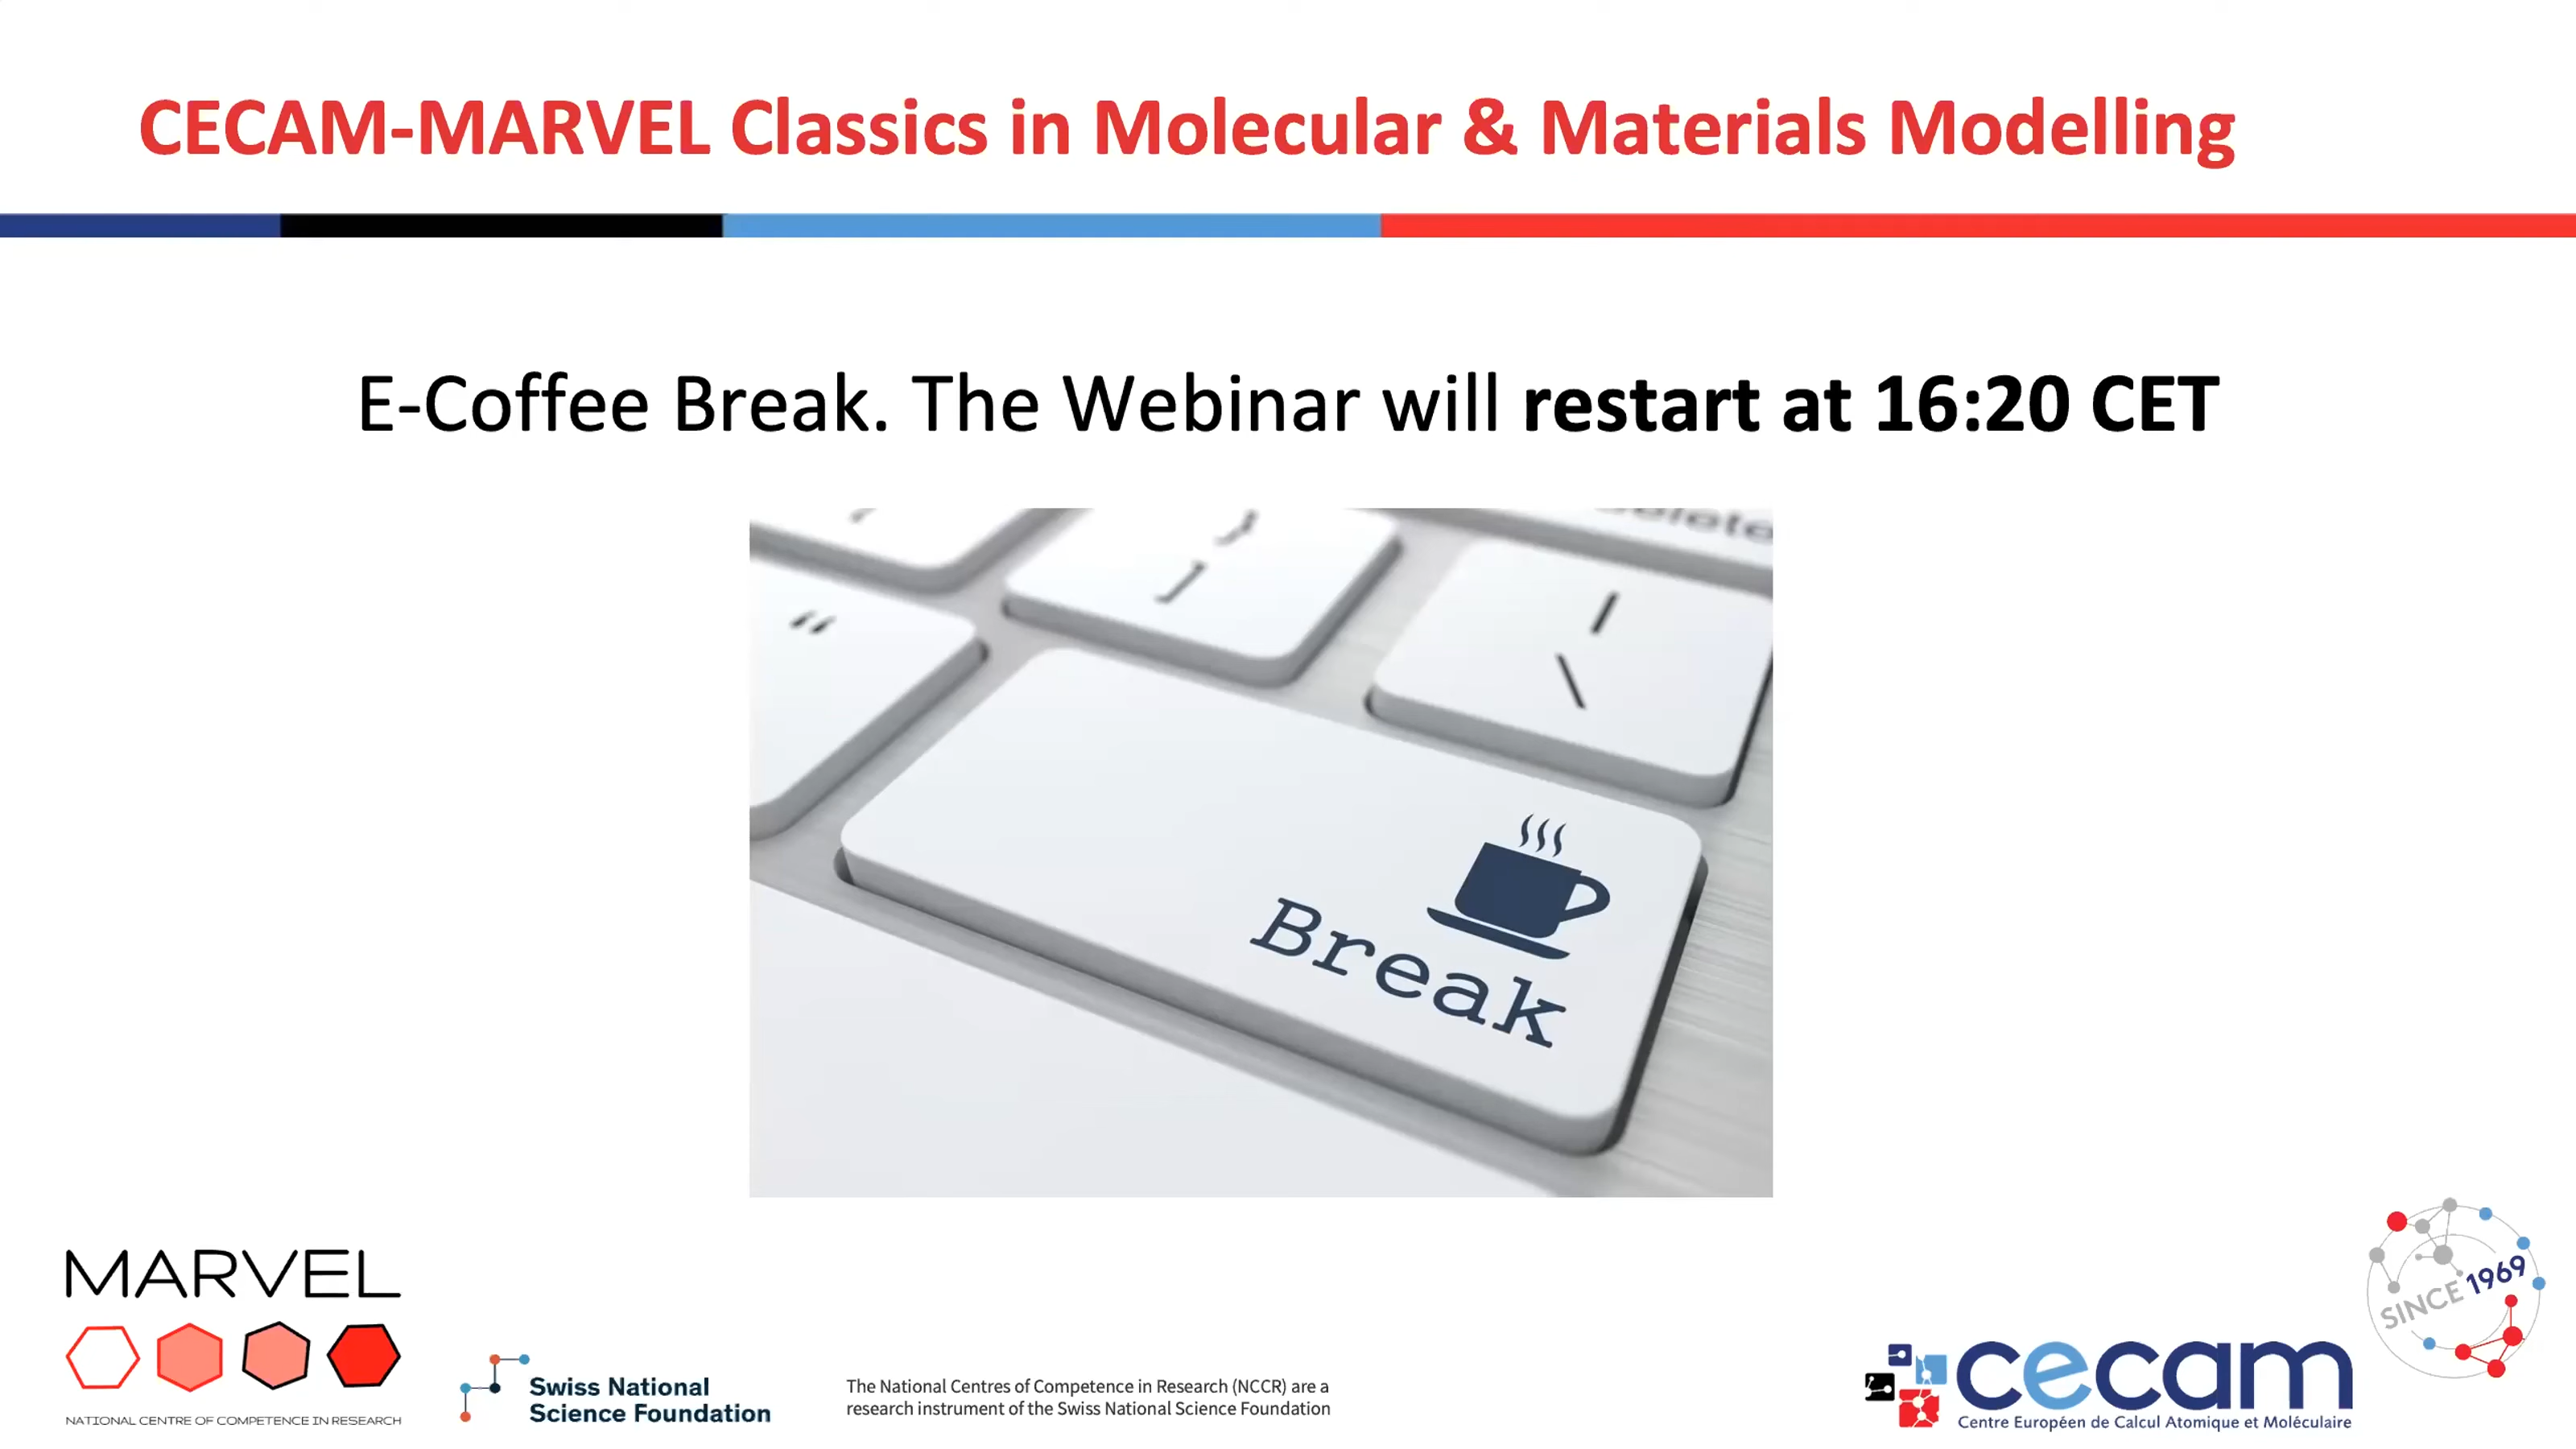 CECAM-MARVEL Classics in Molecular & Materials Modelling
E-Coffee Break. The Webinar will restart at 16:20 CET
}
]
“
|
\
Break
MARVEL
NATIONAL CENTRE OF COMPETENCE IN RESEARCH
Swiss National
Science Foundation
The National Centres of Competence in Research (NCCR) are a
research instrument of the Swiss National Science Foundation
SINCE 1969
cecam
Centre Européen de Calcul Atomique et Moléculaire